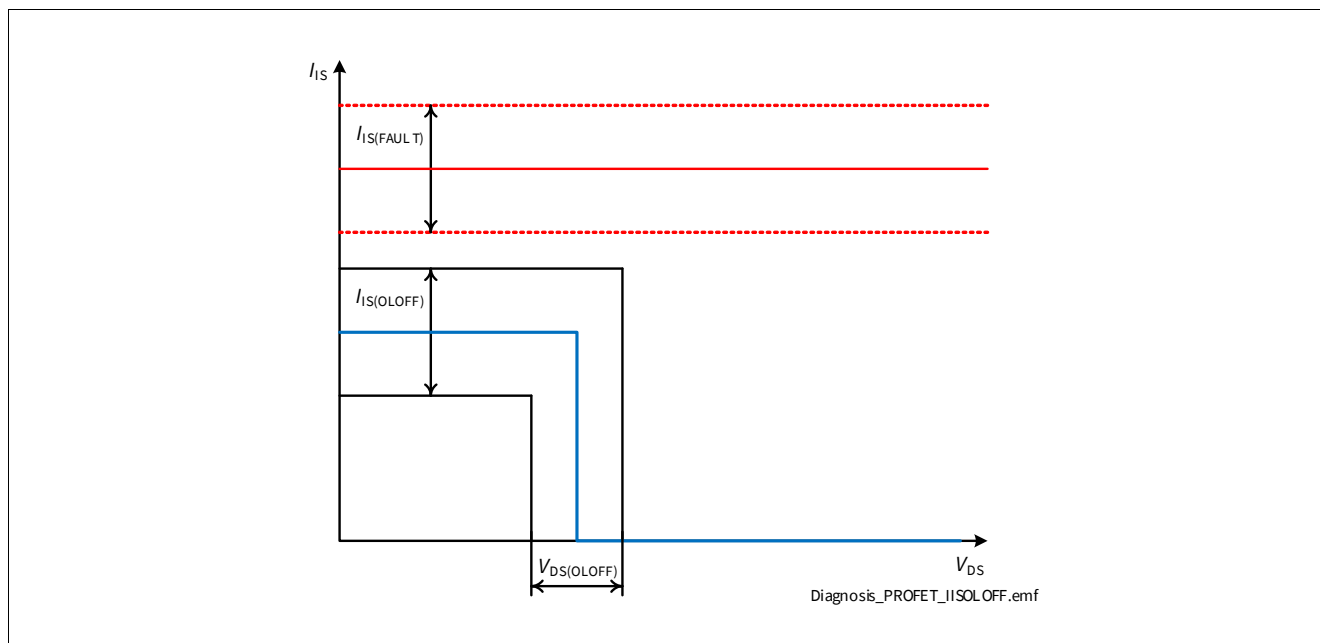 IIS
IIS(FAULT)
IIS(OLOFF)
VDS(OLOFF)
VDS
Diagnosis_PROFET_IISOLOFF.emf